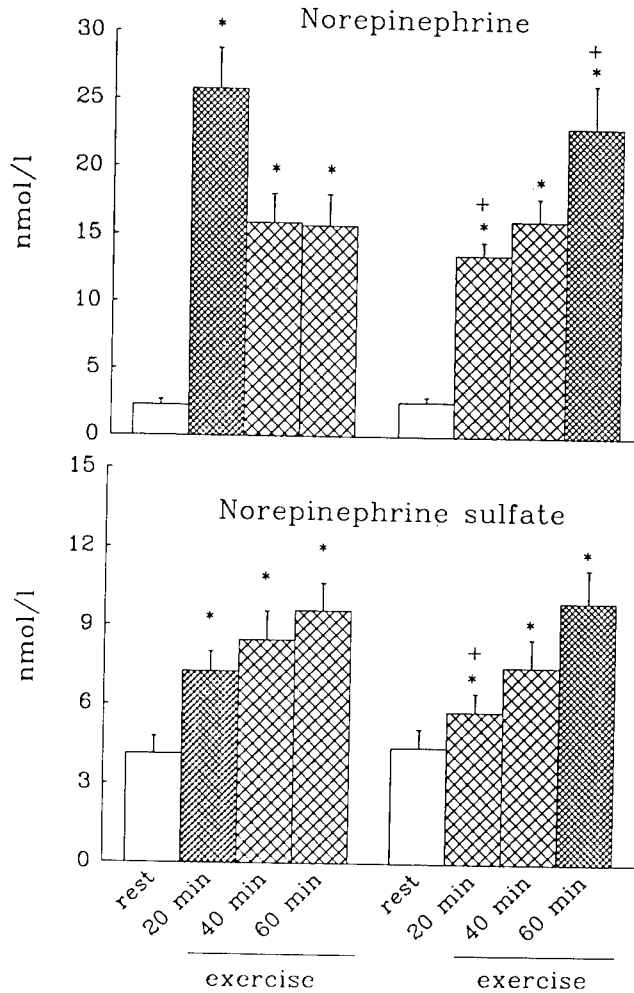 Norepinephrine
30
25
20
15
10
5
0
nmol/l
* * * + * * + *
Norepinephrine sulfate
15
12
9
6
3
0
nmol/l
* * * + * * *
rest 20 min 40 min 60 min rest 20 min 40 min 60 min
exercise exercise